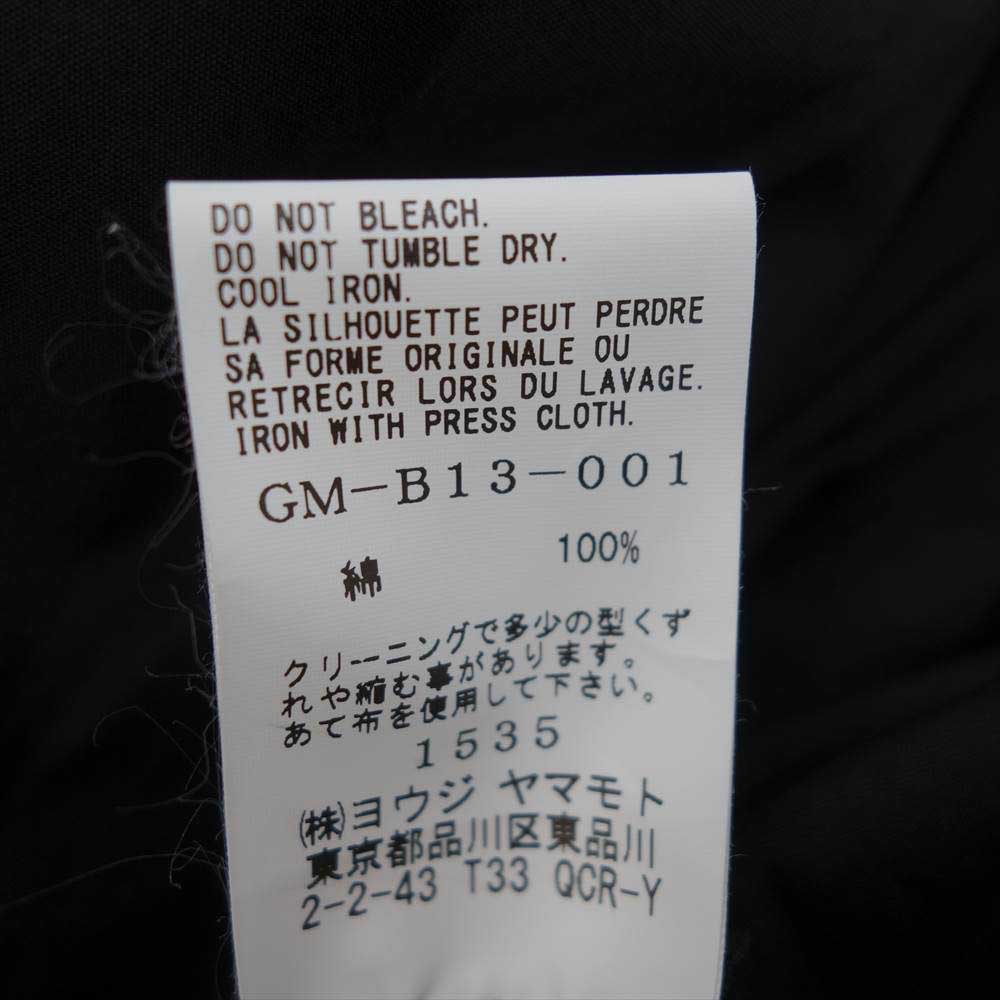 DO NOT BLEACH.
DO NOT TUMBLE DRY.
COOL IRON.
LA SILHOUETTE PEUT PERDRE
SA FORME ORIGINALE OU
RETRECIR LORS DU LAVAGE.
IRON WITH PRESS CLOTH.
GM-B13-001
綿 100%
クリーニングで多少の型くず
れや縮む事があります。
あて布を使用して下さい。
1535
(株)ヨウジ ヤマモト
東京都品川区東品川
2-2-43 T33 QCR-Y